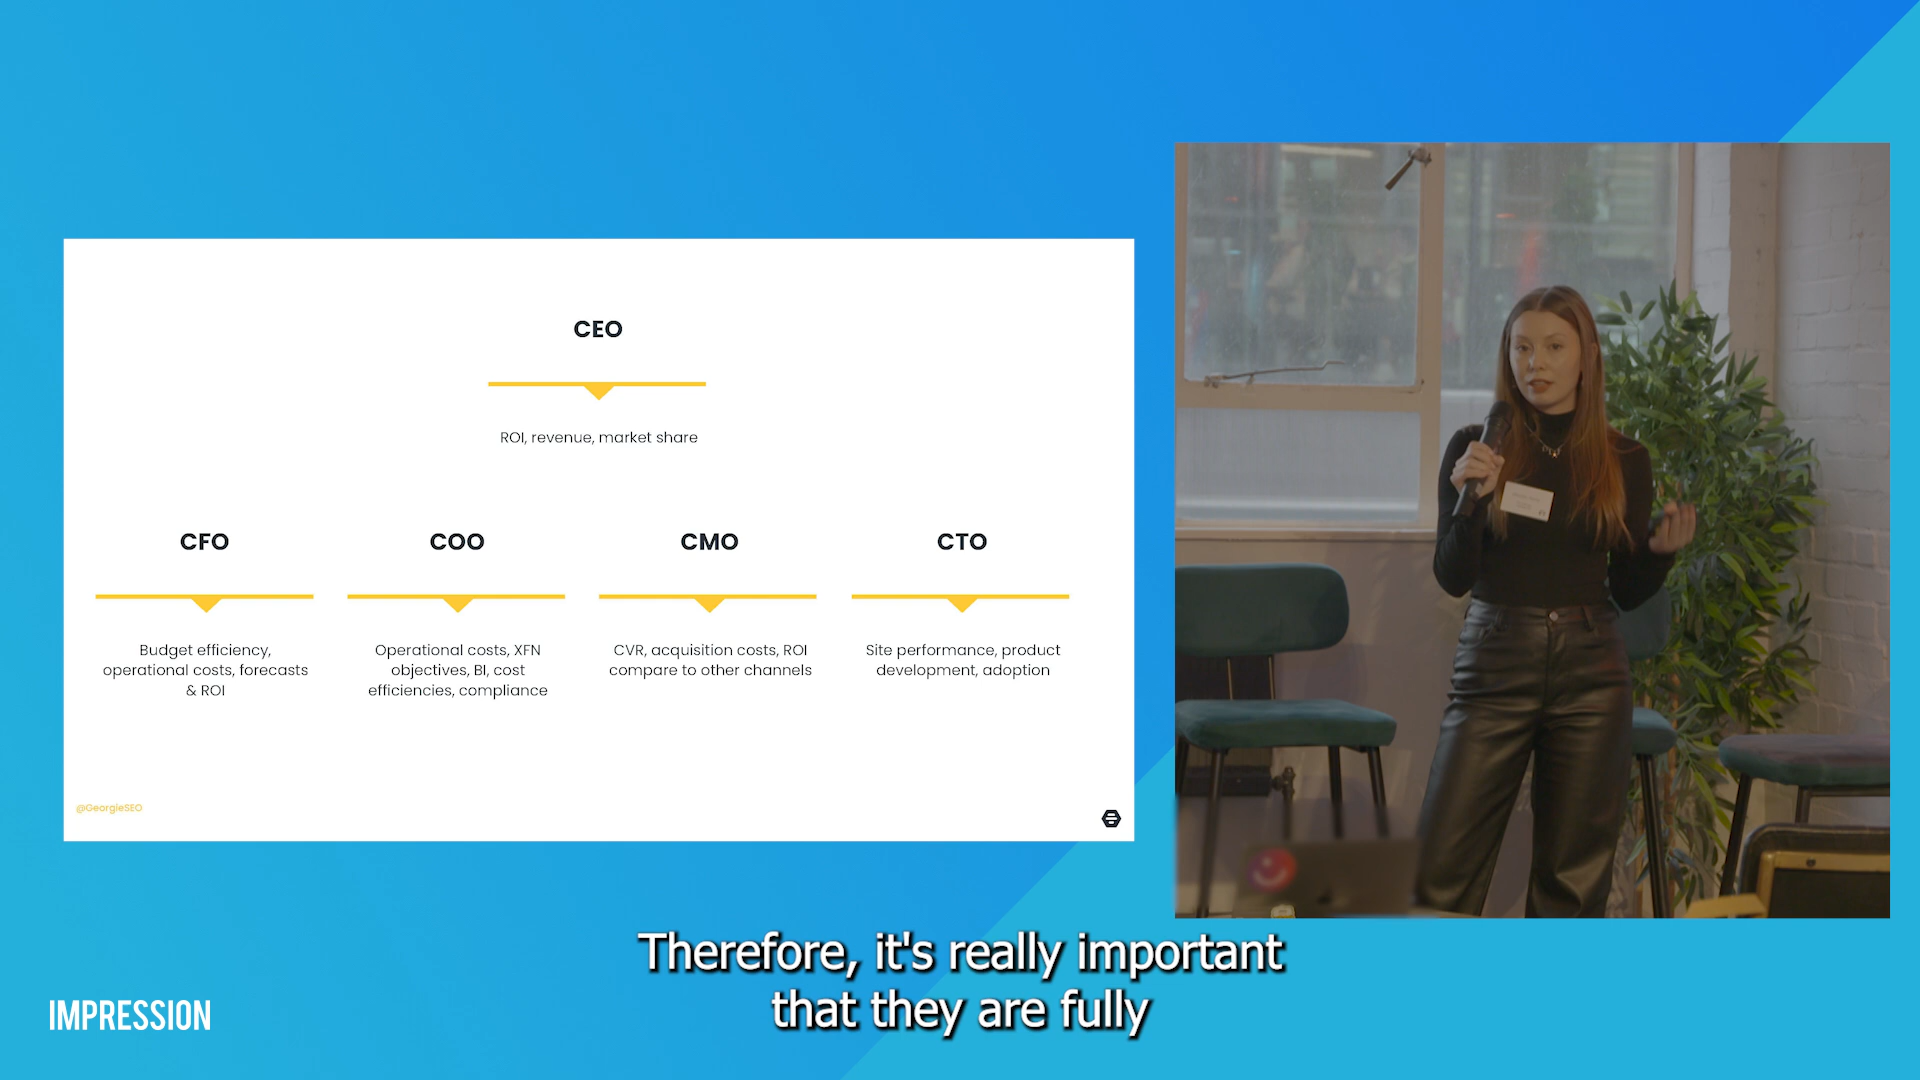 CEO
ROI, revenue, market share
CFO
COO
CMO
CTO
Budget efficiency,
operational costs, forecasts
& ROI
Operational costs, XFN
objectives, BI, cost
efficiencies, compliance
CVR, acquisition costs, ROI
compare to other channels
Site performance, product
development, adoption
@GeorgieSEO
Therefore, it's really important
that they are fully
IMPRESSION